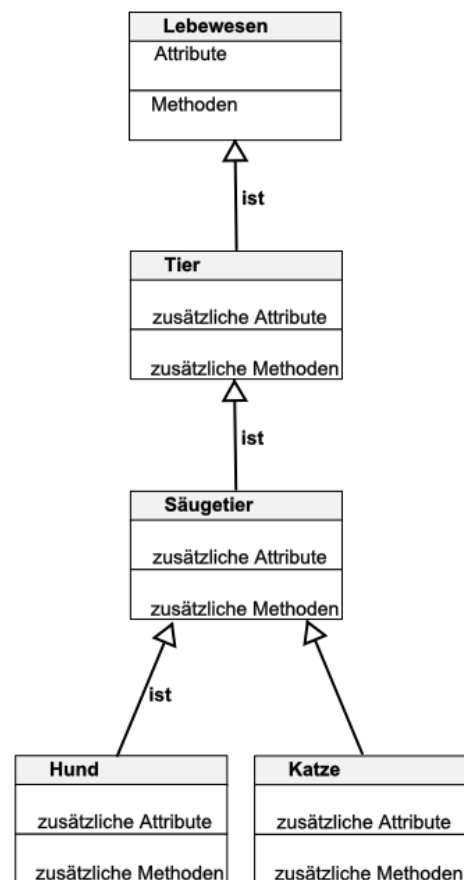 Lebewesen
Attribute
Methoden
ist
Tier
zusätzliche Attribute
zusätzliche Methoden
ist
Säugetier
zusätzliche Attribute
zusätzliche Methoden
ist
Hund
zusätzliche Attribute
zusätzliche Methoden
Katze
zusätzliche Attribute
zusätzliche Methoden